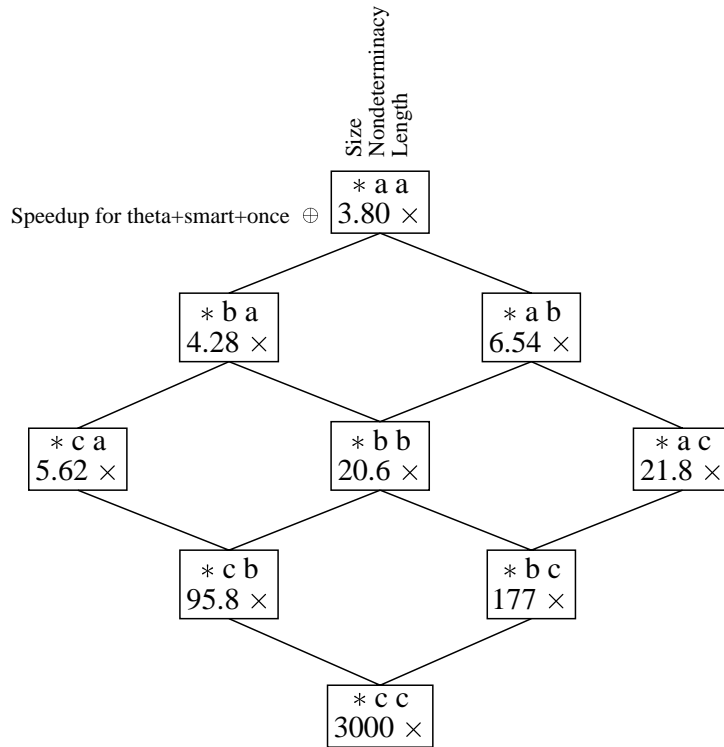 Size
Nondeterminacy
Length
∗ a a
Speedup for theta+smart+once ⊕ 3.80 ×
∗ b a
4.28 ×
∗ a b
6.54 ×
∗ c a
5.62 ×
∗ b b
20.6 ×
∗ a c
21.8 ×
∗ c b
95.8 ×
∗ b c
177 ×
∗ c c
3000 ×